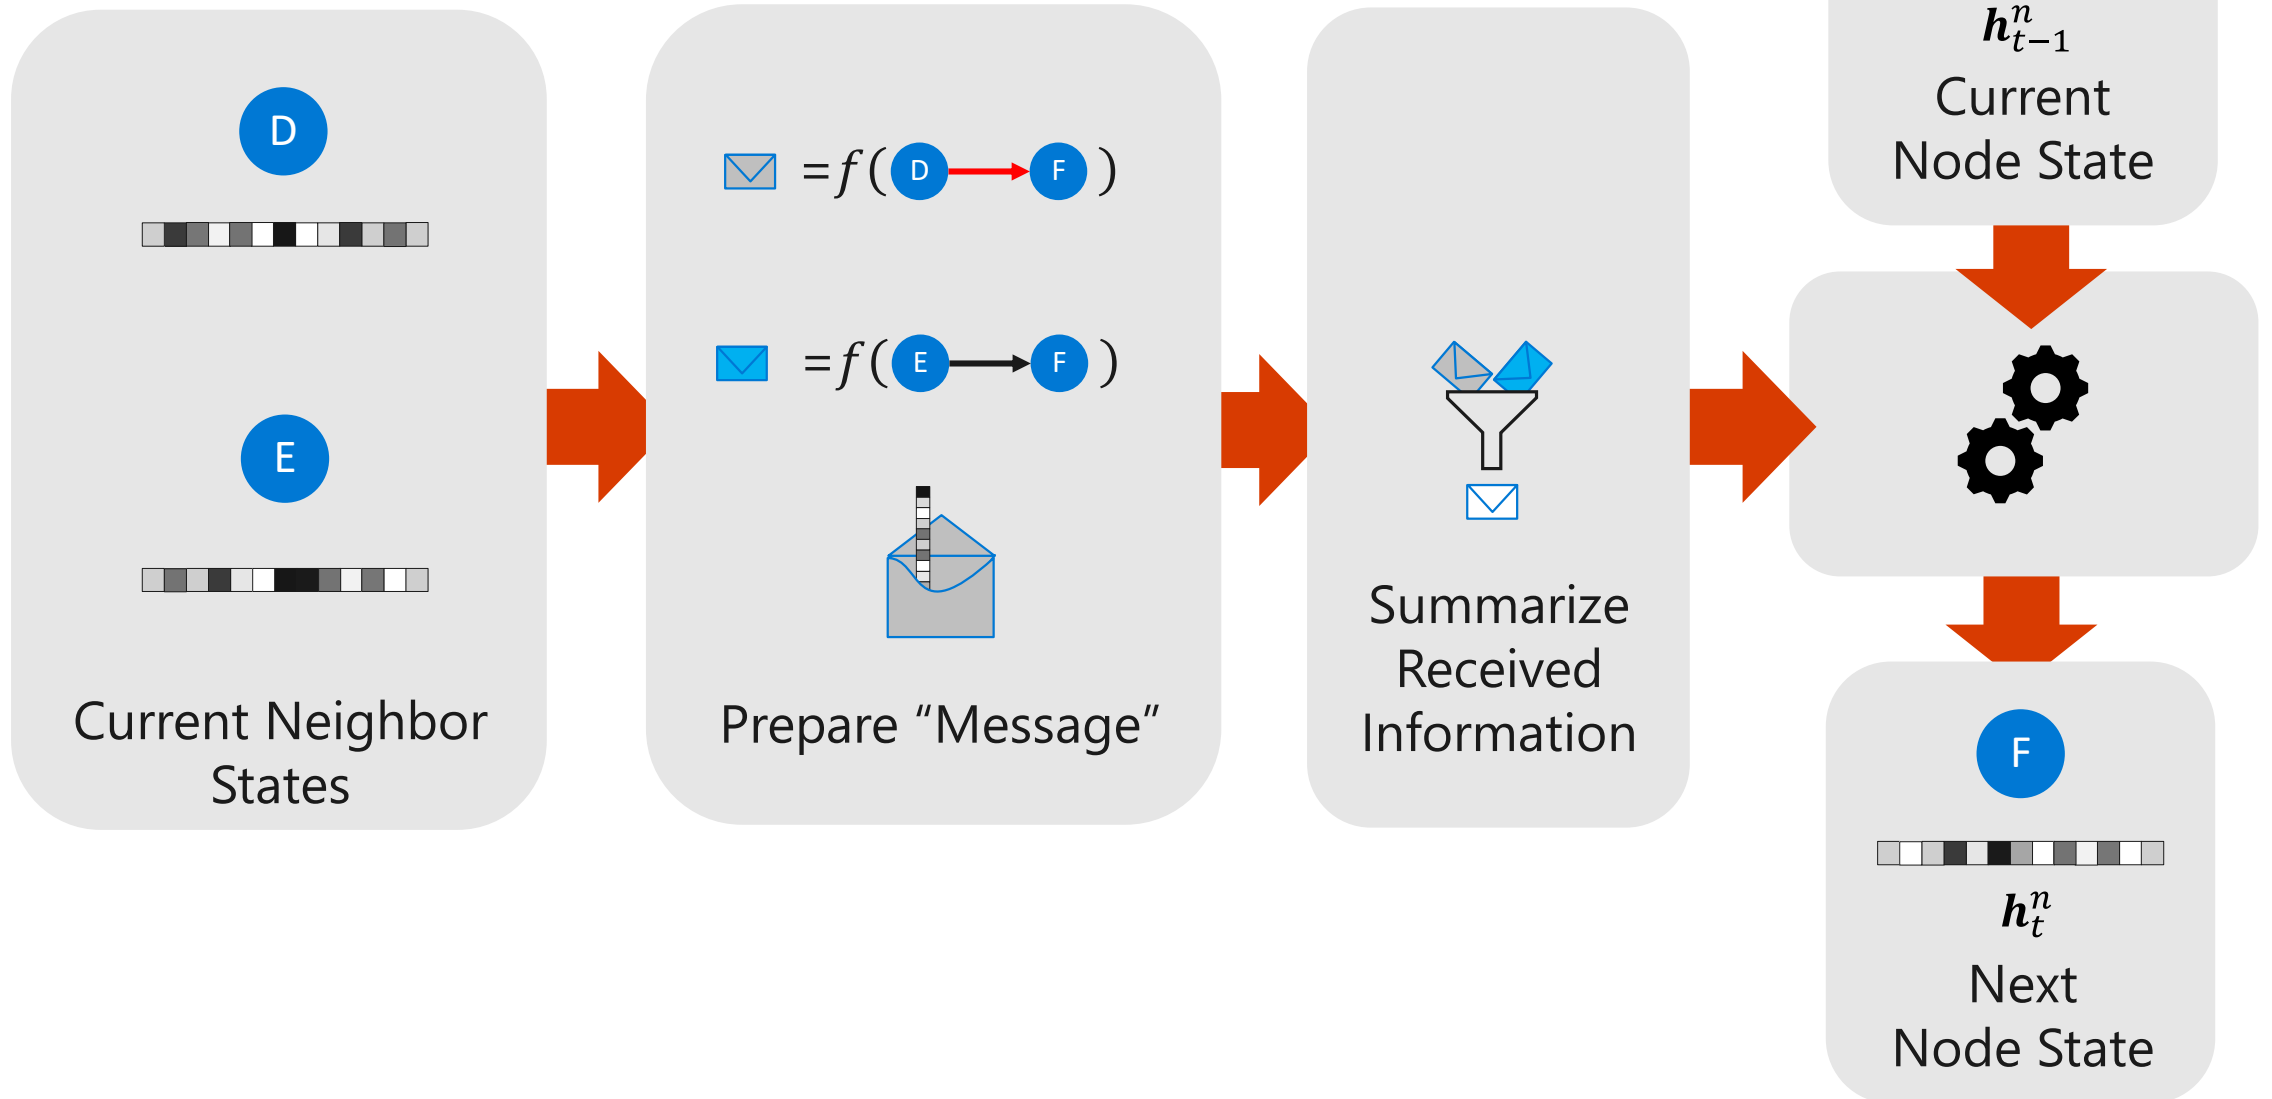 D
E
Current Neighbor
States
=f(D F)
=f(E F)
Prepare “Message”
Summarize
Received
Information
h^n_{t−1}
Current
Node State
F
h^n_t
Next
Node State